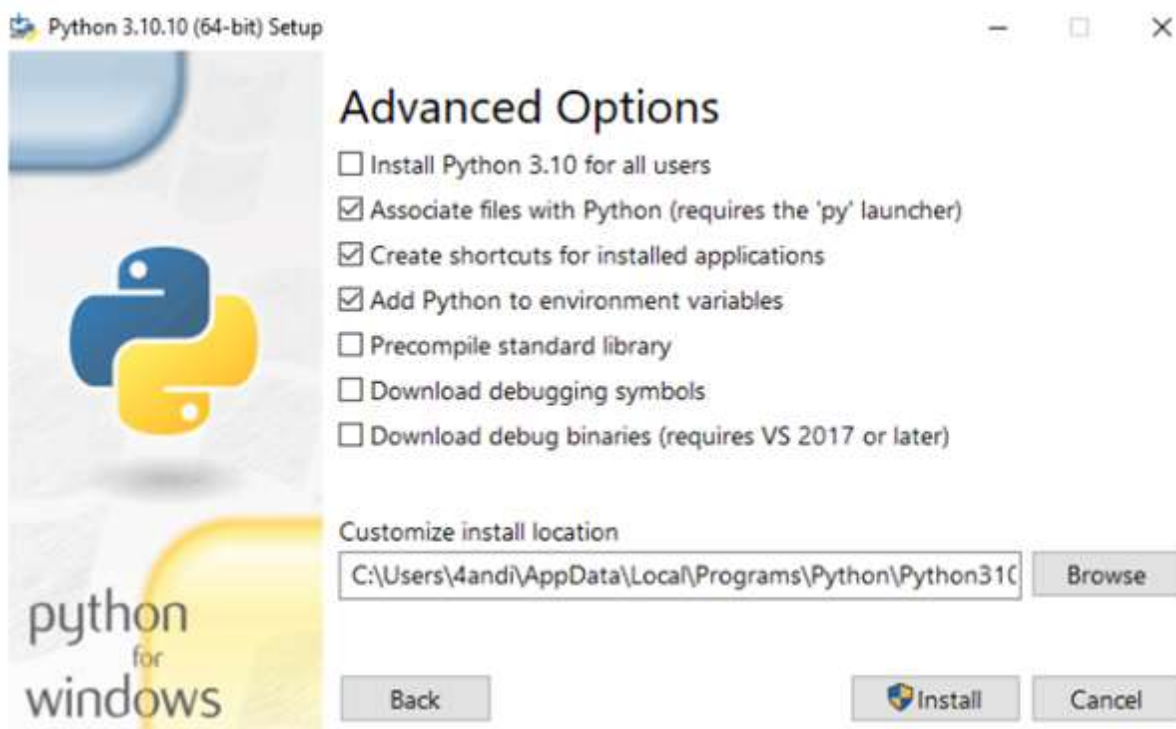 Python 3.10.10 (64-bit) Setup
Advanced Options
Install Python 3.10 for all users
Associate files with Python (requires the 'py' launcher)
Create shortcuts for installed applications
Add Python to environment variables
Precompile standard library
Download debugging symbols
Download debug binaries (requires VS 2017 or later)
Customize install location
C:\Users\4andi\AppData\Local\Programs\Python\Python310
Browse
python
for
windows
Back
Install
Cancel